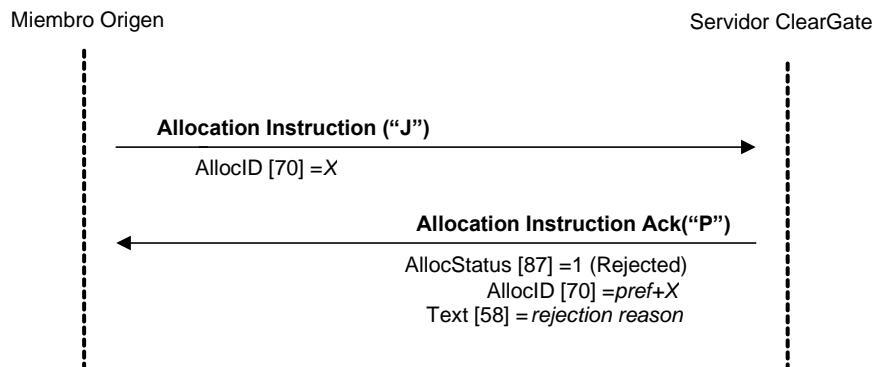 Miembro Origen
Servidor ClearGate
Allocation Instruction (“J”)
AllocID [70] =X
Allocation Instruction Ack(“P”)
AllocStatus [87] =1 (Rejected)
AllocID [70] =pref+X
Text [58] = rejection reason